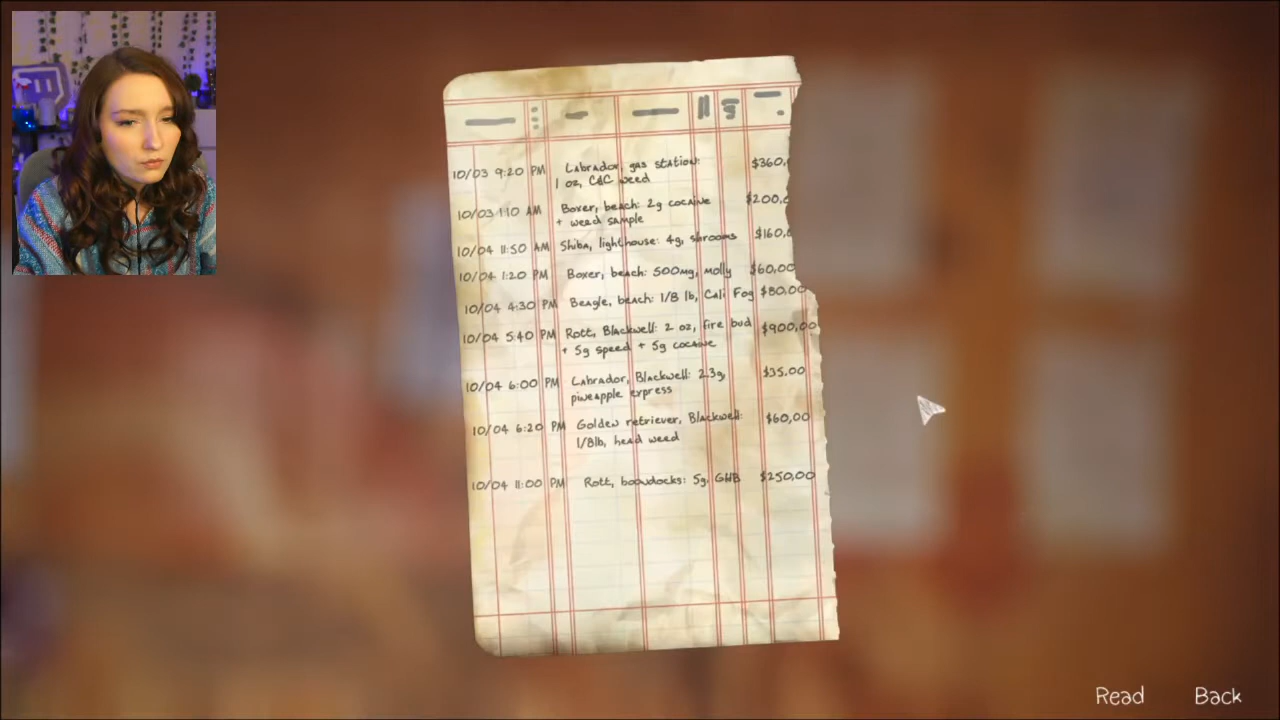 10/03 9:20 PM Labrador, gas station: $360,
1 oz, CdC weed
10/03 1:10 AM Boxer, beach: 2g cocaine $200,0
+ weed sample
10/04 11:50 AM Shiba, lighthouse: 4g, shrooms $160,0
10/04 1:20 PM Boxer, beach: 500mg, molly $60,00
10/04 4:30 PM Beagle, beach: 1/8 lb, Cali Fog $80,00
10/04 5:40 PM Rott, Blackwell: 2 oz, fire bud $900,00
+ 5g speed + 5g cocaine
10/04 6:00 PM Labrador, Blackwell: 2.3g, $35.00
pineapple express
10/04 6:20 PM Golden retriever, Blackwell: $60,00
1/8lb, head weed
10/04 11:00 PM Rott, boowdocks: 5g, GHB $250,00
Read Back